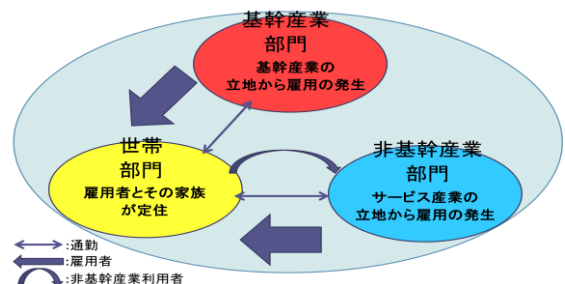 基幹産業
部門
基幹産業の
立地から雇用の発生
世帯
部門
雇用者とその家族
が定住
非基幹産業
部門
サービス産業の
立地から雇用の発生
:通勤
:雇用者
:非基幹産業利用者